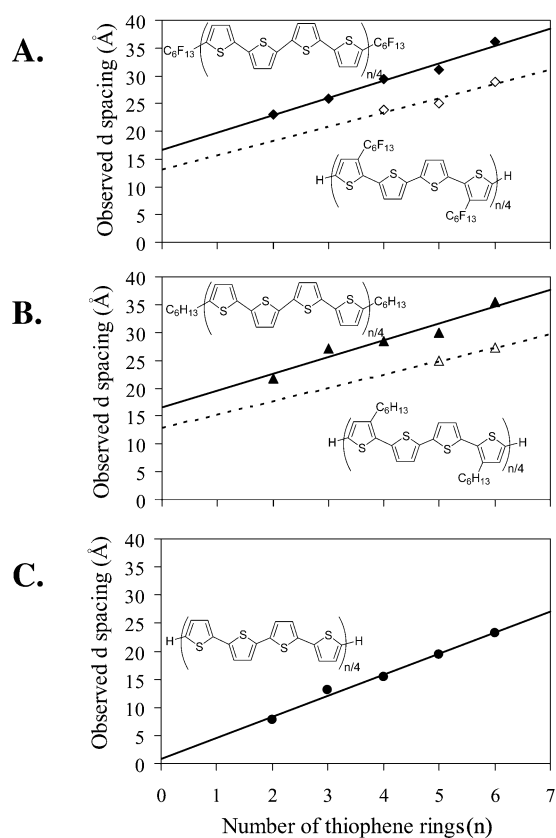 A.
Observed d spacing (Å)
40
35
30
25
20
15
10
5
0
C6F13
S
S
S
S
C6F13
n/4
C6F13
H
S
S
S
S
H
n/4
C6F13
B.
Observed d spacing (Å)
40
35
30
25
20
15
10
5
0
C6H13
S
S
S
S
C6H13
n/4
C6H13
H
S
S
S
S
H
n/4
C6H13
C.
Observed d spacing (Å)
40
35
30
25
20
15
10
5
0
H
S
S
S
S
H
n/4
0 1 2 3 4 5 6 7
Number of thiophene rings(n)